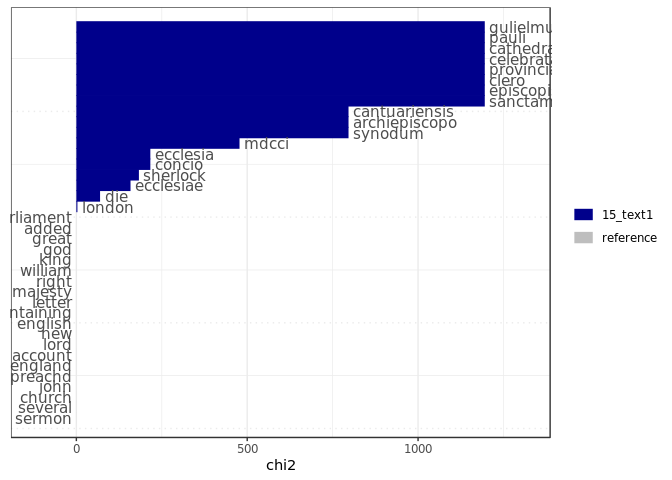 gulielmu
pauli
cathedra
celebrat
provincia
clero
episcopi
sanctam
cantuariensis
archiepiscopo
synodum
mdcci
ecclesia
concio
sherlock
ecclesiae
die
london
rliament
added
great
god
king
william
right
majesty
letter
ntaining
english
new
lord
account
england
preachd
john
church
several
sermon
15_text1
reference
0 500 1000
chi2